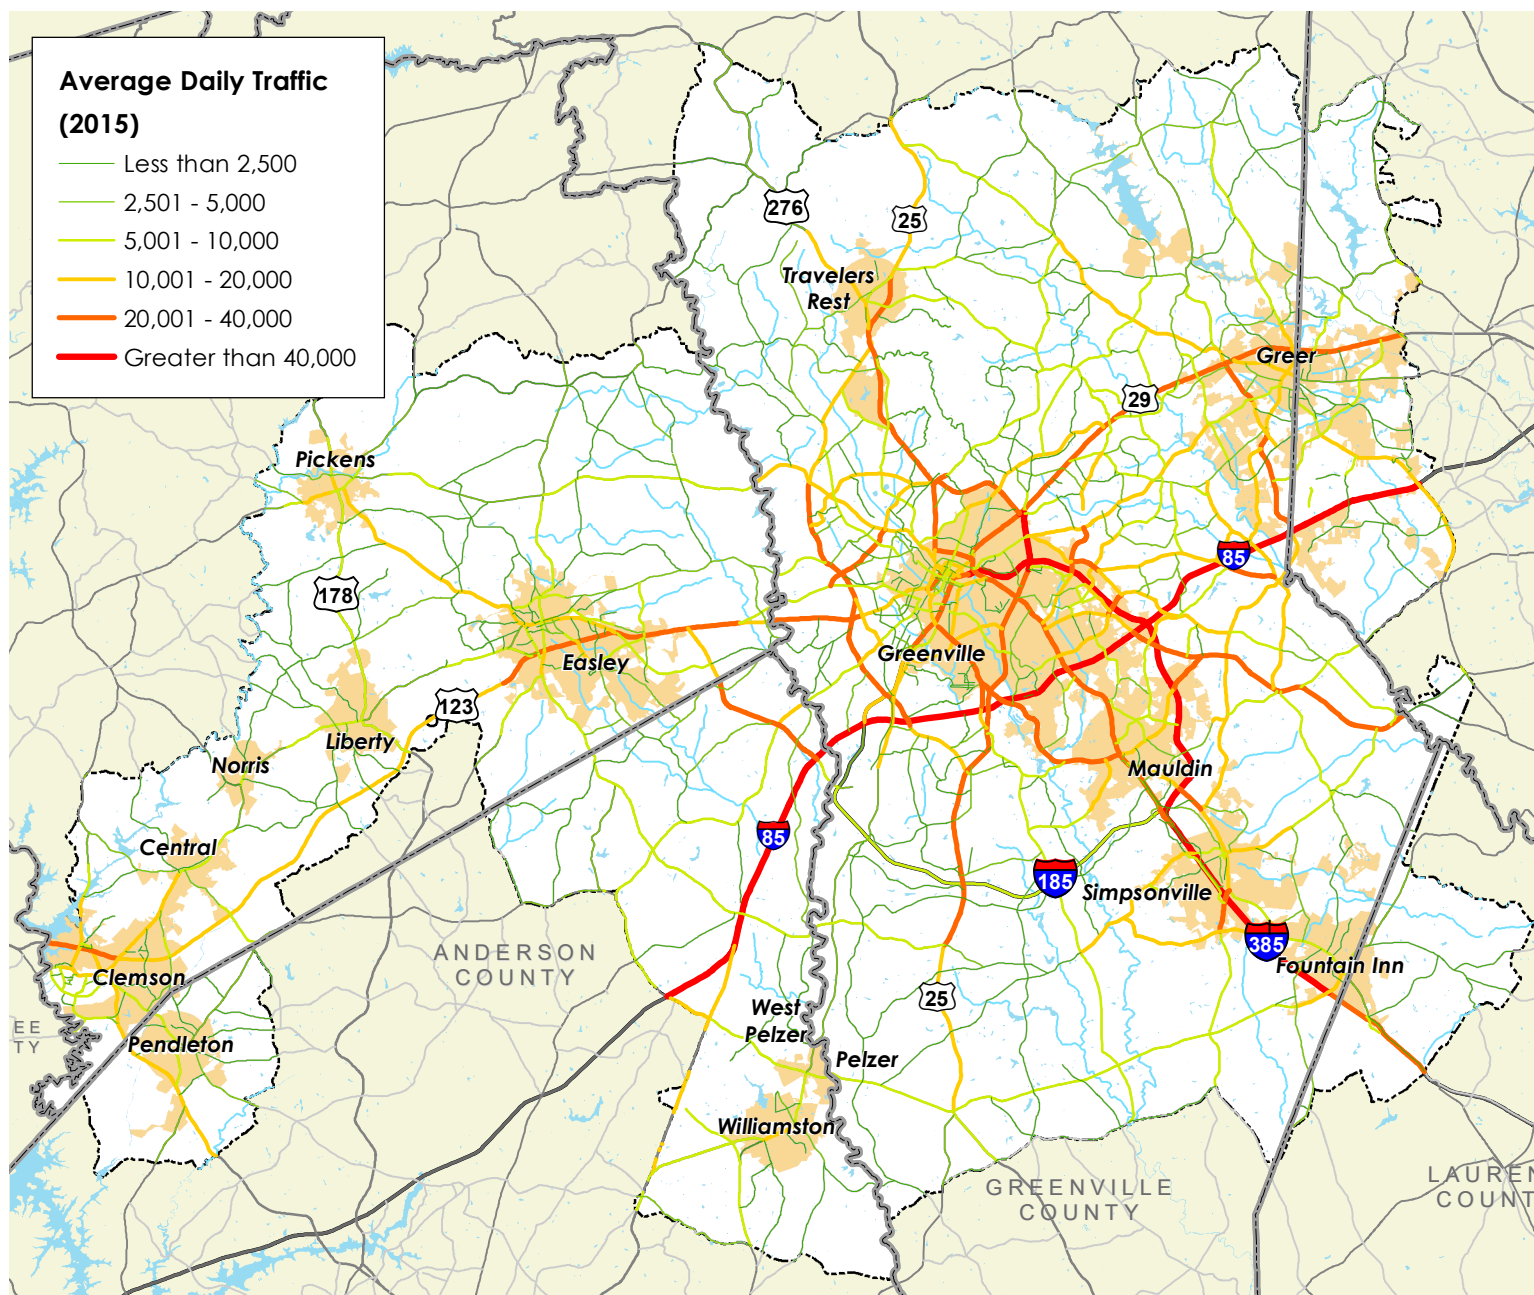 Average Daily Traffic
(2015)
Less than 2,500
2,501 - 5,000
5,001 - 10,000
10,001 - 20,000
20,001 - 40,000
Greater than 40,000
276
25
Travelers
Rest
Greer
29
Pickens
85
178
Greenville
Easley
123
Liberty
Norris
Mauldin
85
Central
185
Simpsonville
385
ANDERSON
COUNTY
Fountain Inn
Clemson
25
West
Pelzer
EE
TY
Pendleton
Pelzer
Williamston
GREENVILLE
COUNTY
LAUREN
COUNT